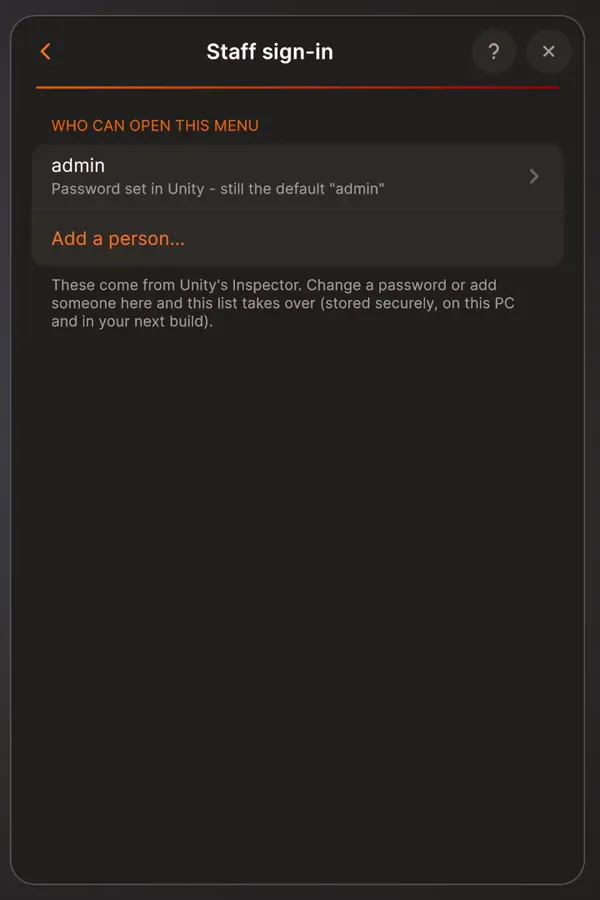 Staff sign-in
?
WHO CAN OPEN THIS MENU
admin
Password set in Unity - still the default "admin"
Add a person...
These come from Unity's Inspector. Change a password or add
someone here and this list takes over (stored securely, on this PC
and in your next build).